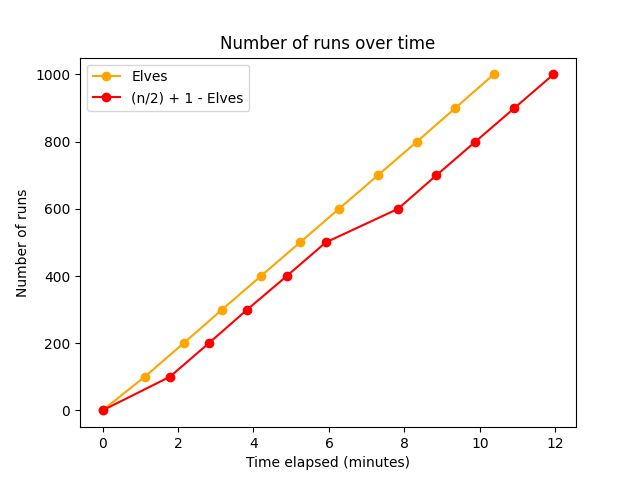 Number of runs over time
Elves
(n/2) + 1 - Elves
Number of runs
1000
800
600
400
200
0
0 2 4 6 8 10 12
Time elapsed (minutes)